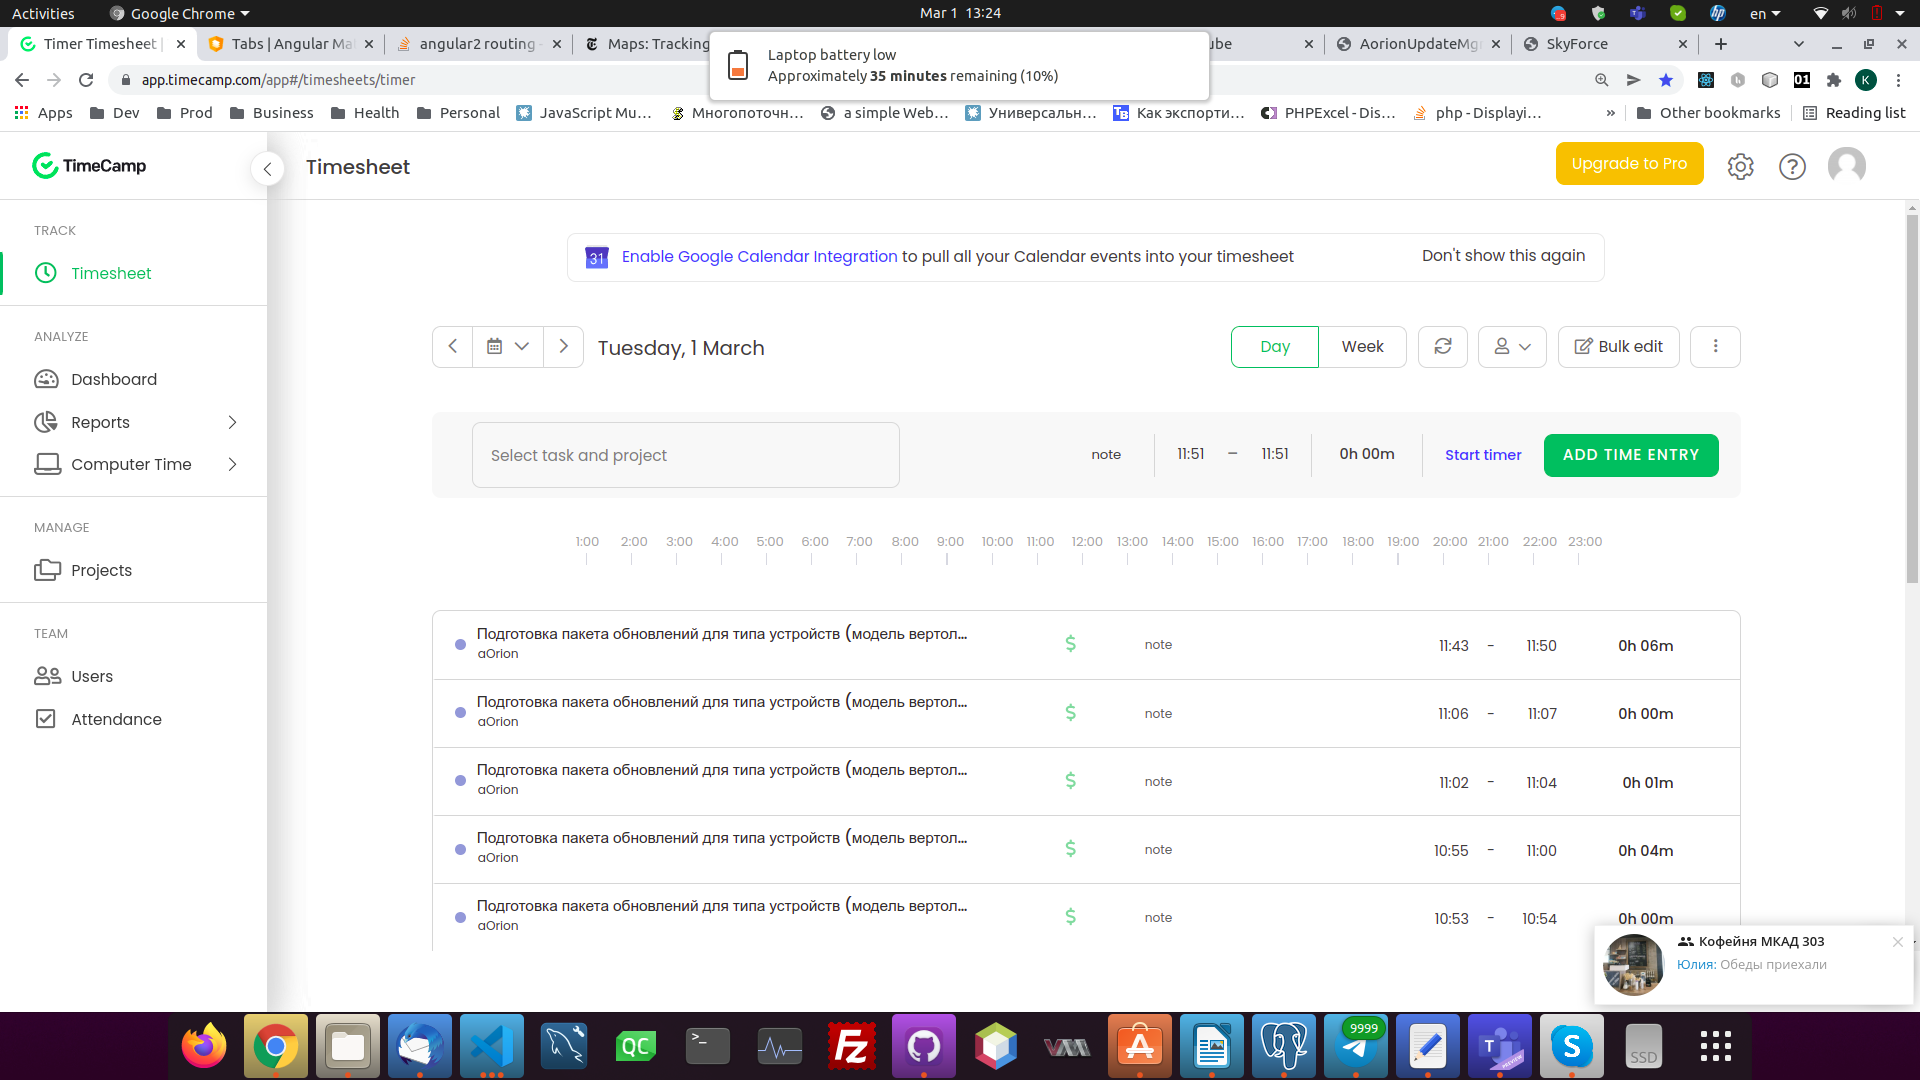 Activities
Google Chrome
Mar 1 13:24
en
Timer Timesheet |
Tabs | Angular Ma
angular2 routing -
Maps: Tracking
ube
AorionUpdateMg
SkyForce
Laptop battery low
Approximately 35 minutes remaining (10%)
app.timecamp.com/app#/timesheets/timer
01
K
Apps
Dev
Prod
Business
Health
Personal
JavaScript Mu…
Многопоточн…
a simple Web…
Универсальн…
Как экспорти…
PHPExcel - Dis…
php - Displayi…
»
Other bookmarks
Reading list
TimeCamp
Timesheet
Upgrade to Pro
TRACK
Timesheet
ANALYZE
Dashboard
Reports
Computer Time
MANAGE
Projects
TEAM
Users
Attendance
31
Enable Google Calendar Integration to pull all your Calendar events into your timesheet
Don't show this again
Tuesday, 1 March
Day
Week
Bulk edit
Select task and project
note
11:51 – 11:51
0h 00m
Start timer
ADD TIME ENTRY
1:00 2:00 3:00 4:00 5:00 6:00 7:00 8:00 9:00 10:00 11:00 12:00 13:00 14:00 15:00 16:00 17:00 18:00 19:00 20:00 21:00 22:00 23:00
Подготовка пакета обновлений для типа устройств (модель вертол...
aOrion
$ note 11:43 - 11:50 0h 06m
Подготовка пакета обновлений для типа устройств (модель вертол...
aOrion
$ note 11:06 - 11:07 0h 00m
Подготовка пакета обновлений для типа устройств (модель вертол...
aOrion
$ note 11:02 - 11:04 0h 01m
Подготовка пакета обновлений для типа устройств (модель вертол...
aOrion
$ note 10:55 - 11:00 0h 04m
Подготовка пакета обновлений для типа устройств (модель вертол...
aOrion
$ note 10:53 - 10:54 0h 00m
Кофейня МКАД 303
Юлия: Обеды приехали
QC
>_
Fz
9999
T
PREVIEW
S
SSD